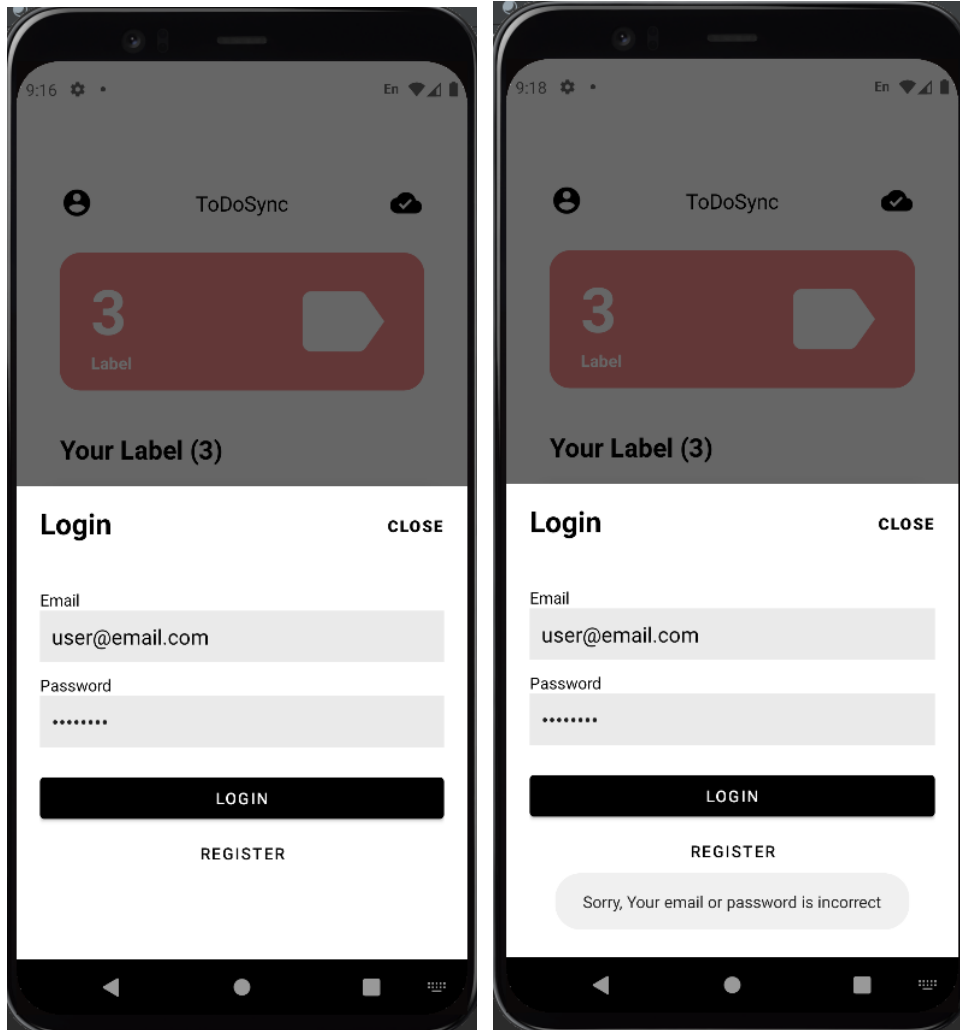 9:16
En
ToDoSync
3
Label
Your Label (3)
Login
CLOSE
Email
user@email.com
Password
••••••••
LOGIN
REGISTER
9:18
En
ToDoSync
3
Label
Your Label (3)
Login
CLOSE
Email
user@email.com
Password
••••••••
LOGIN
REGISTER
Sorry, Your email or password is incorrect